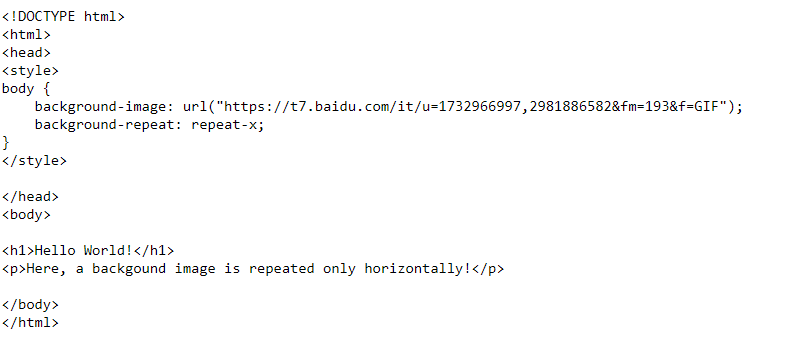 <!DOCTYPE html>
<html>
<head>
<style>
body {
    background-image: url("https://t7.baidu.com/it/u=1732966997,2981886582&fm=193&f=GIF");
    background-repeat: repeat-x;
}
</style>
</head>
<body>
<h1>Hello World!</h1>
<p>Here, a backgound image is repeated only horizontally!</p>
</body>
</html>